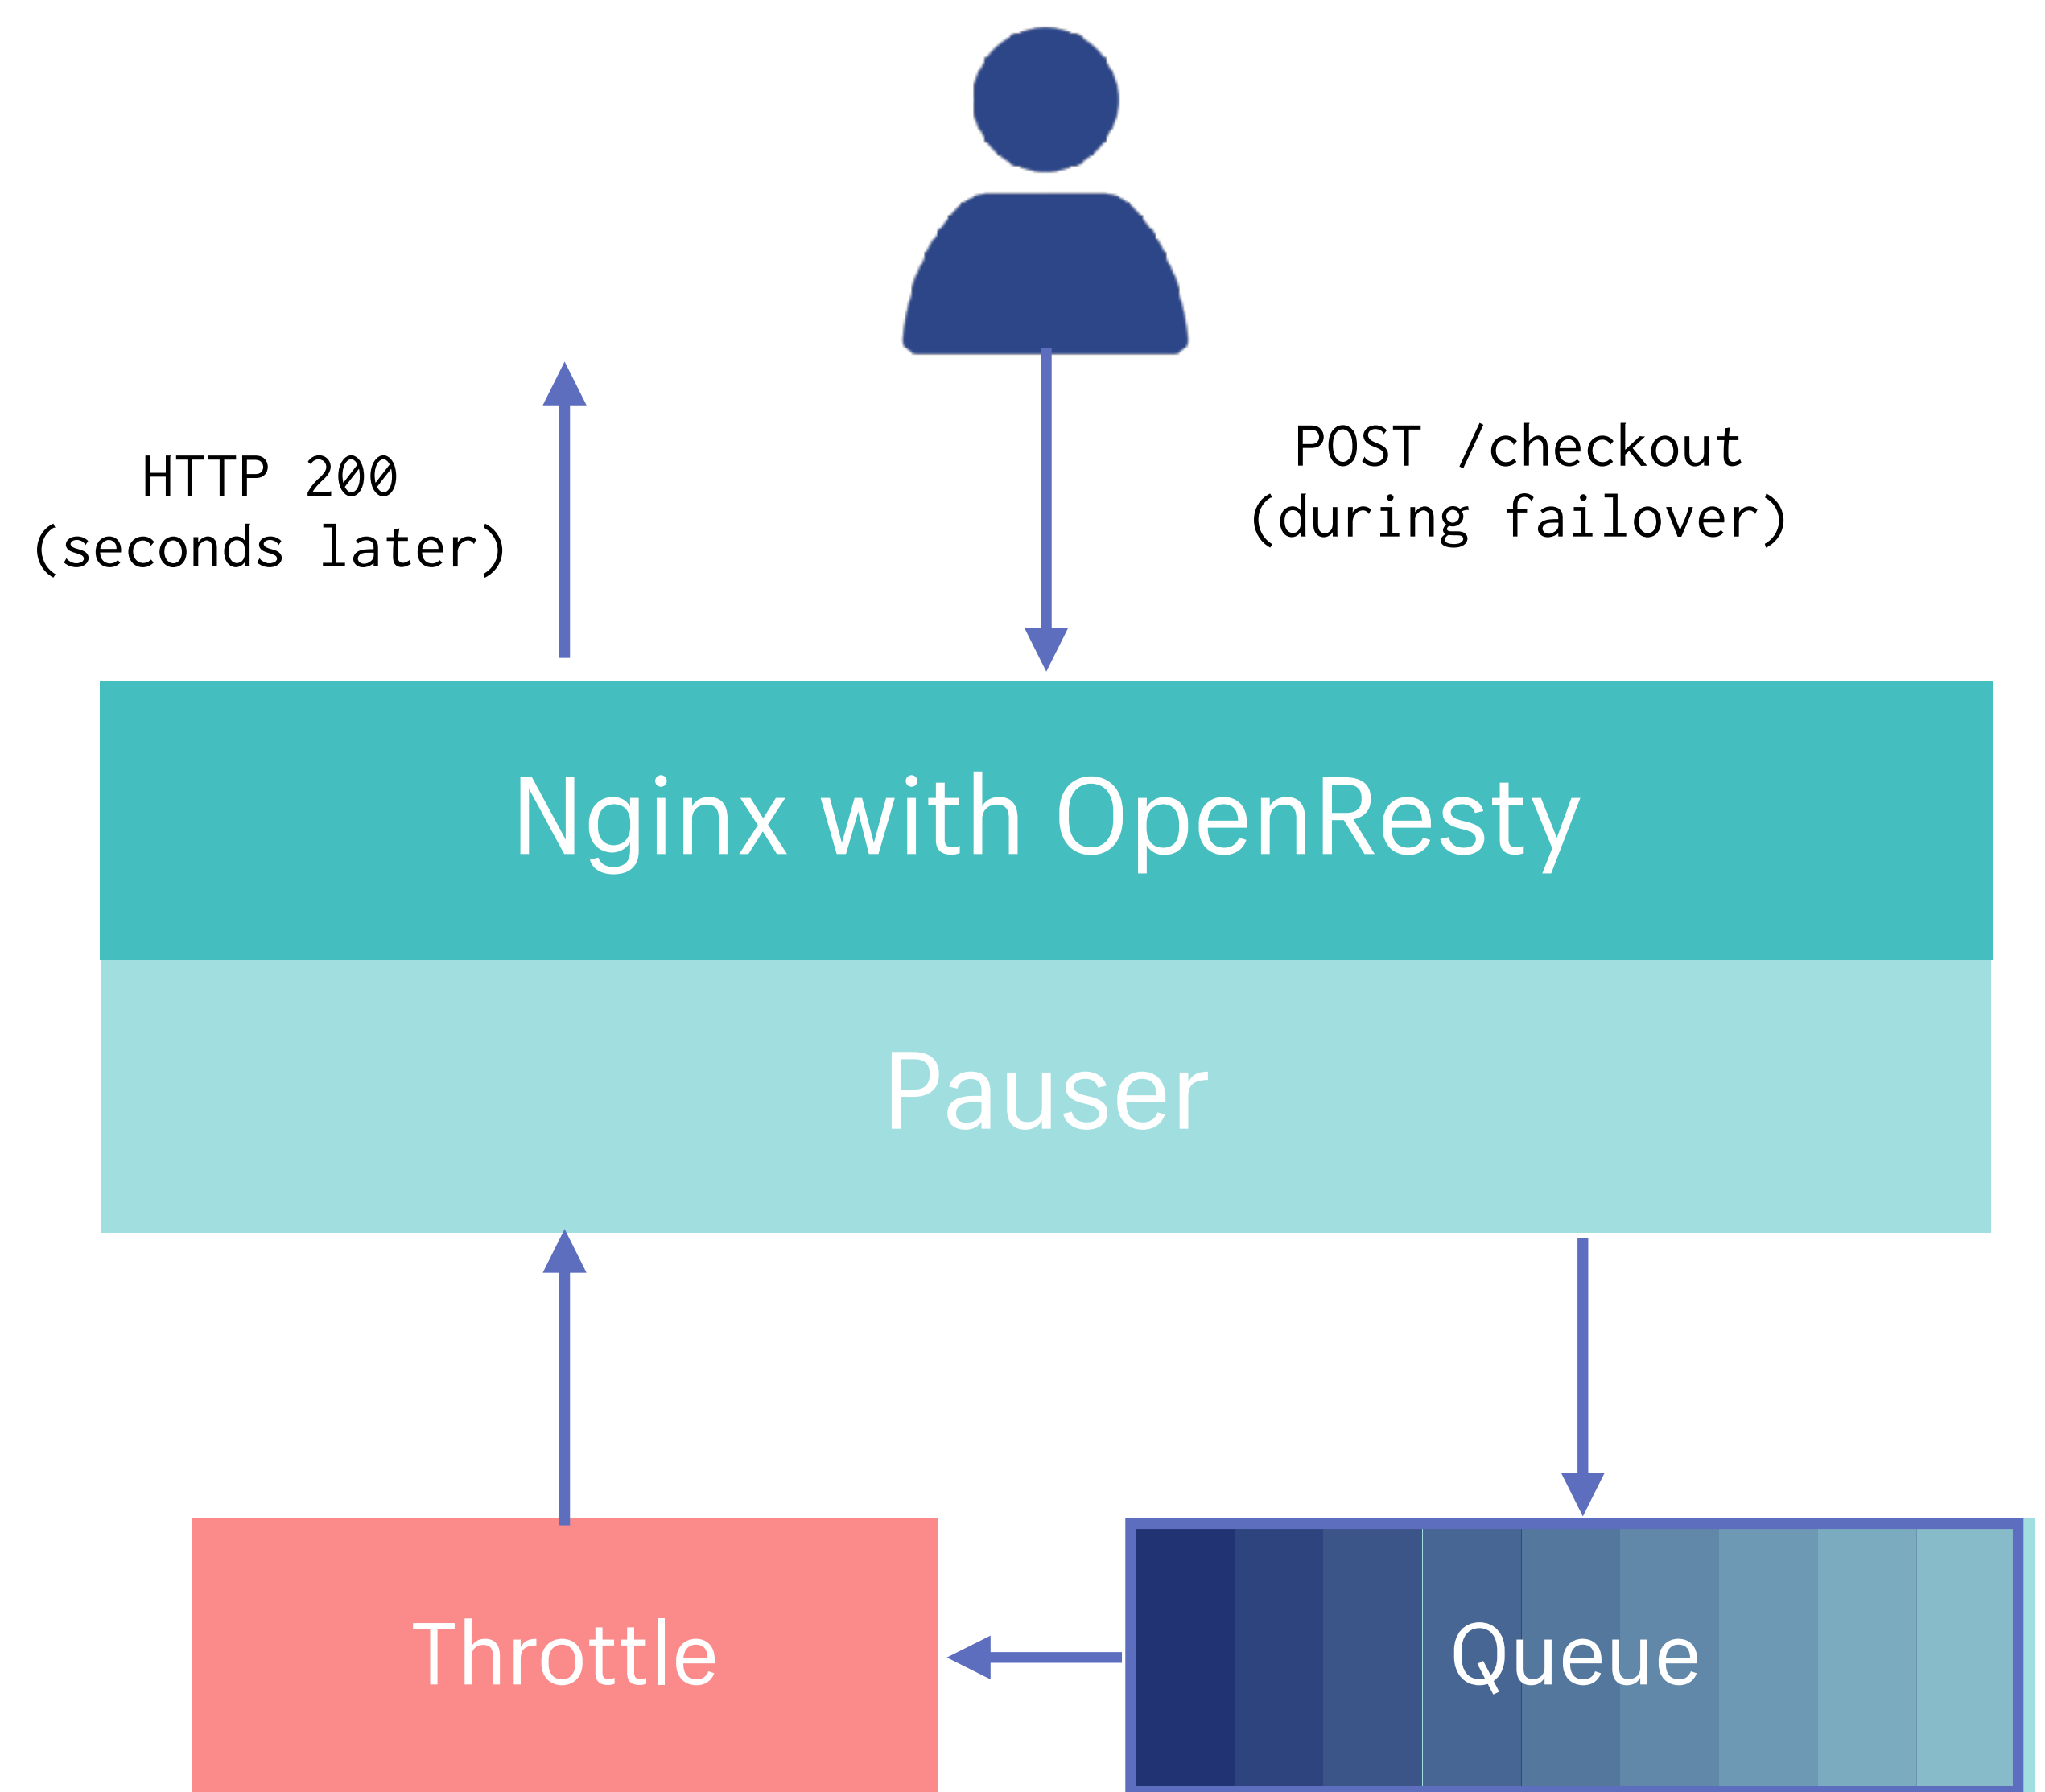 POST /checkout
(during failover)
HTTP 200
(seconds later)
Nginx with OpenResty
Pauser
Throttle
Queue